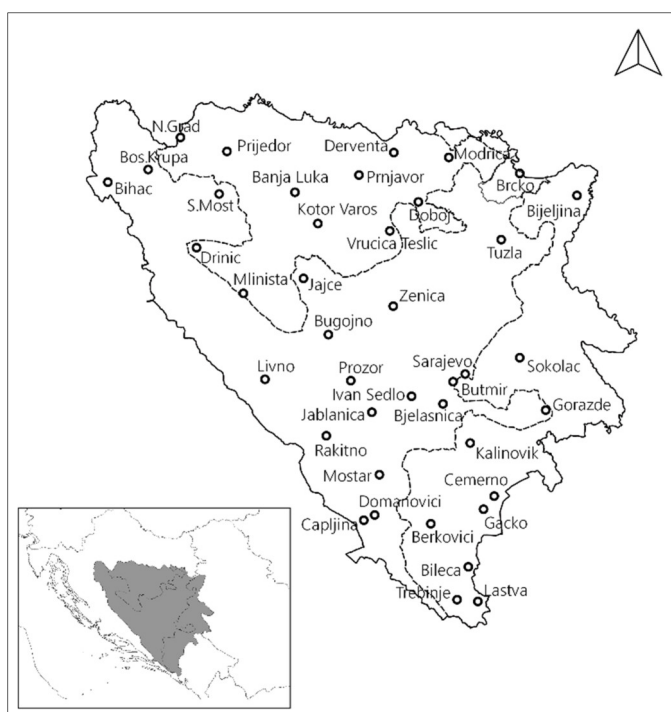 N.Grad
Prijedor
Derventa
Modrica
Bos.Krupa
Banja Luka
Prnjavor
Brcko
Bihac
S.Most
Kotor Varos
Doboj
Bijeljina
Vrucica Teslic
Tuzla
Drinic
Mlinista
Jajce
Zenica
Bugojno
Livno
Prozor
Sarajevo
Sokolac
Ivan Sedlo
Butmir
Jablanica
Bjelasnica
Gorazde
Rakitno
Kalinovik
Mostar
Cemerno
Domanovici
Capljina
Gacko
Berkovici
Bileca
Trebinje
Lastva